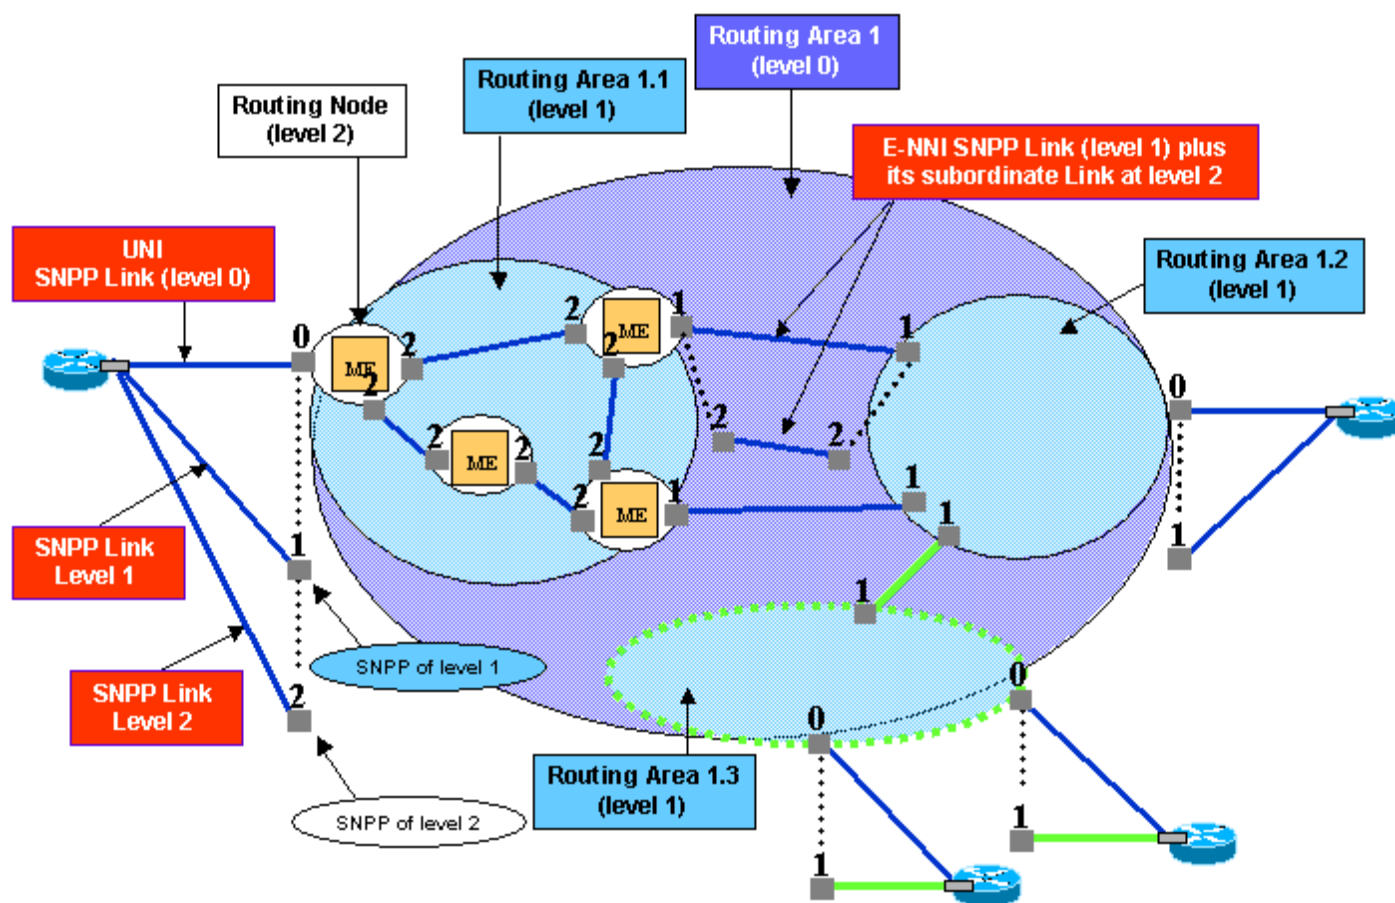 Routing Area 1
(level 0)
Routing Area 1.1
(level 1)
Routing Node
(level 2)
E-NNI SNPP Link (level 1) plus
its subordinate Link at level 2
UNI
SNPP Link (level 0)
Routing Area 1.2
(level 1)
0
ME
2
2
2
ME
1
2
1
2
ME
2
2
2
ME
1
2
2
1
1
1
0
1
SNPP Link
Level 1
1
SNPP of level 1
SNPP Link
Level 2
2
SNPP of level 2
Routing Area 1.3
(level 1)
0
0
1
1